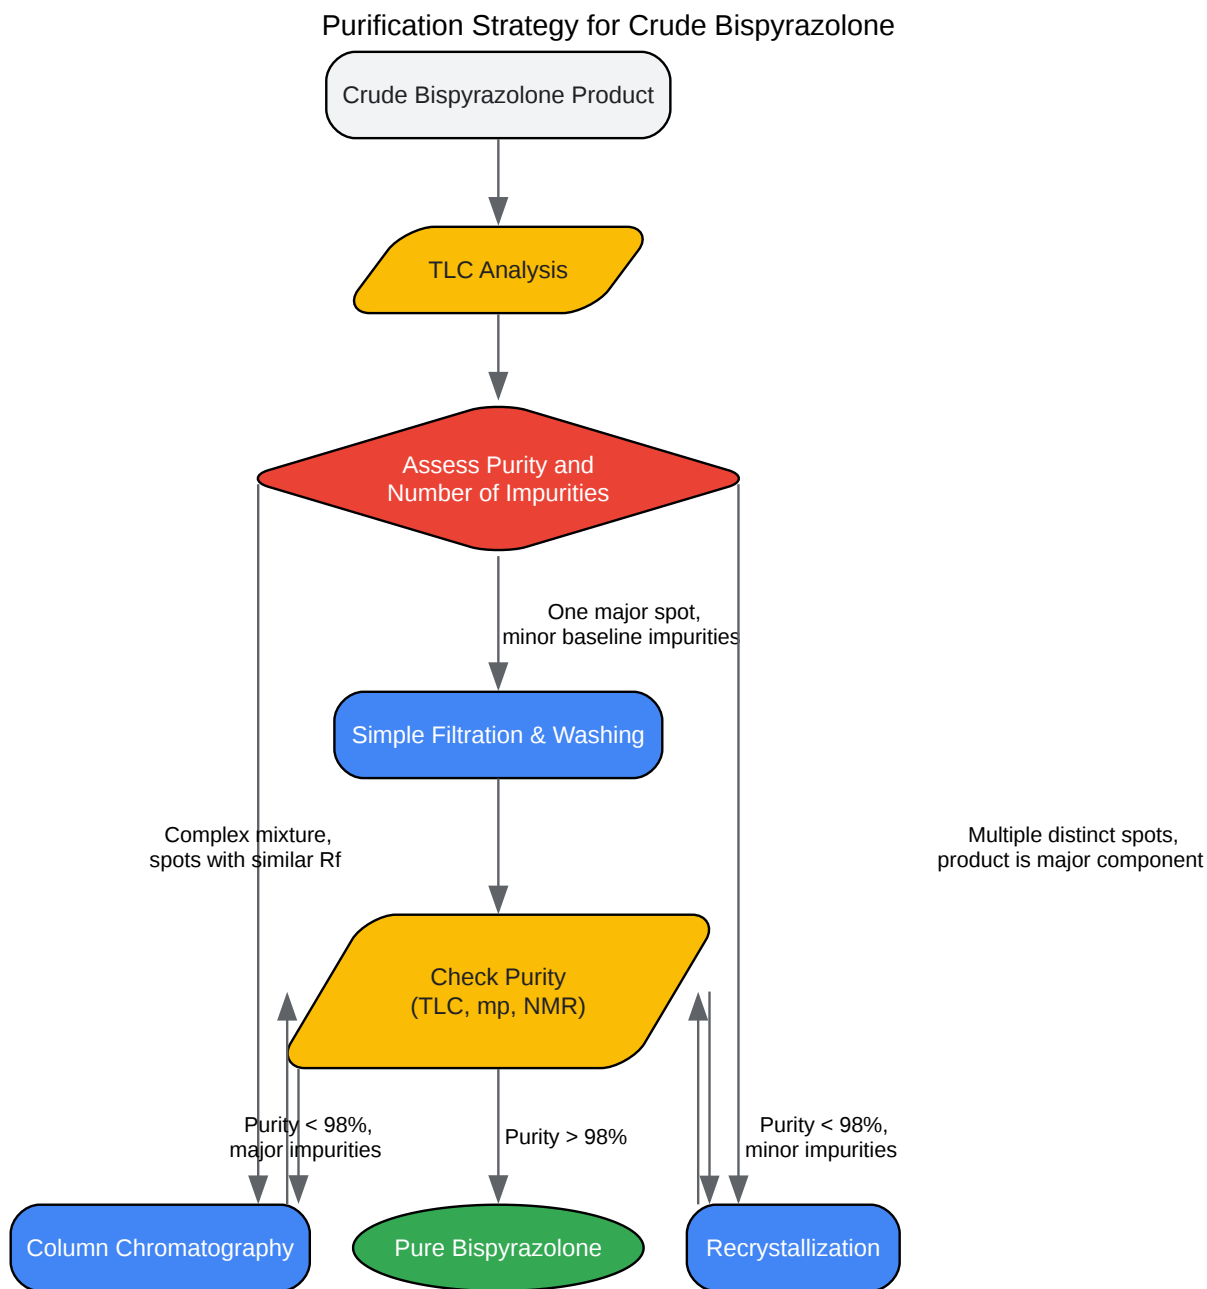 Purification Strategy for Crude Bispyrazolone
Crude Bispyrazolone Product
TLC Analysis
Assess Purity and
Number of Impurities
One major spot,
minor baseline impurities
Simple Filtration & Washing
Complex mixture,
spots with similar Rf
Multiple distinct spots,
product is major component
Check Purity
(TLC, mp, NMR)
Purity < 98%,
major impurities
Purity > 98%
Purity < 98%,
minor impurities
Column Chromatography
Pure Bispyrazolone
Recrystallization